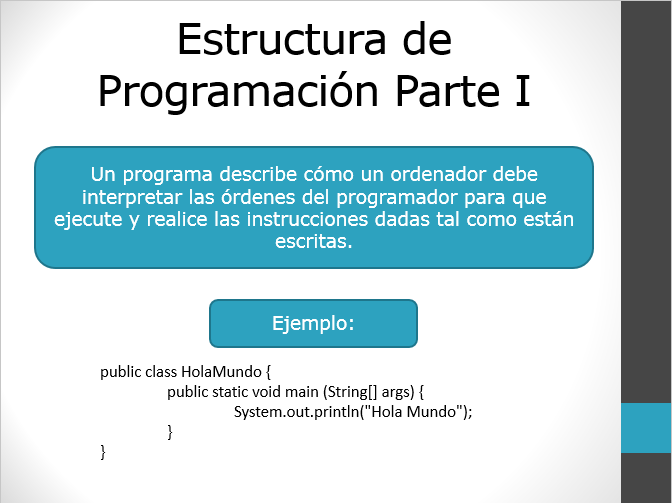 Estructura de
Programación Parte I
Un programa describe cómo un ordenador debe
interpretar las órdenes del programador para que
ejecute y realice las instrucciones dadas tal como están
escritas.
Ejemplo:
public class HolaMundo {
public static void main (String[] args) {
System.out.println("Hola Mundo");
}
}